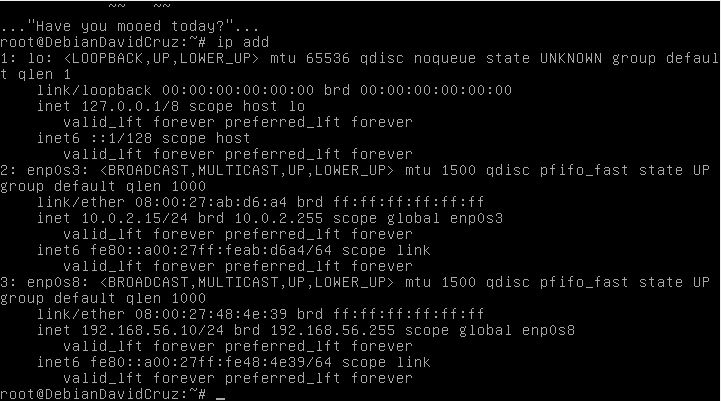 ~~   ~~
..."Have you mooed today?"...
root@DebianDavidCruz:~# ip add
1: lo: <LOOPBACK,UP,LOWER_UP> mtu 65536 qdisc noqueue state UNKNOWN group defaul
t qlen 1
    link/loopback 00:00:00:00:00:00 brd 00:00:00:00:00:00
    inet 127.0.0.1/8 scope host lo
       valid_lft forever preferred_lft forever
    inet6 ::1/128 scope host
       valid_lft forever preferred_lft forever
2: enp0s3: <BROADCAST,MULTICAST,UP,LOWER_UP> mtu 1500 qdisc pfifo_fast state UP
group default qlen 1000
    link/ether 08:00:27:ab:d6:a4 brd ff:ff:ff:ff:ff:ff
    inet 10.0.2.15/24 brd 10.0.2.255 scope global enp0s3
       valid_lft forever preferred_lft forever
    inet6 fe80::a00:27ff:feab:d6a4/64 scope link
       valid_lft forever preferred_lft forever
3: enp0s8: <BROADCAST,MULTICAST,UP,LOWER_UP> mtu 1500 qdisc pfifo_fast state UP
group default qlen 1000
    link/ether 08:00:27:48:4e:39 brd ff:ff:ff:ff:ff:ff
    inet 192.168.56.10/24 brd 192.168.56.255 scope global enp0s8
       valid_lft forever preferred_lft forever
    inet6 fe80::a00:27ff:fe48:4e39/64 scope link
       valid_lft forever preferred_lft forever
root@DebianDavidCruz:~# _